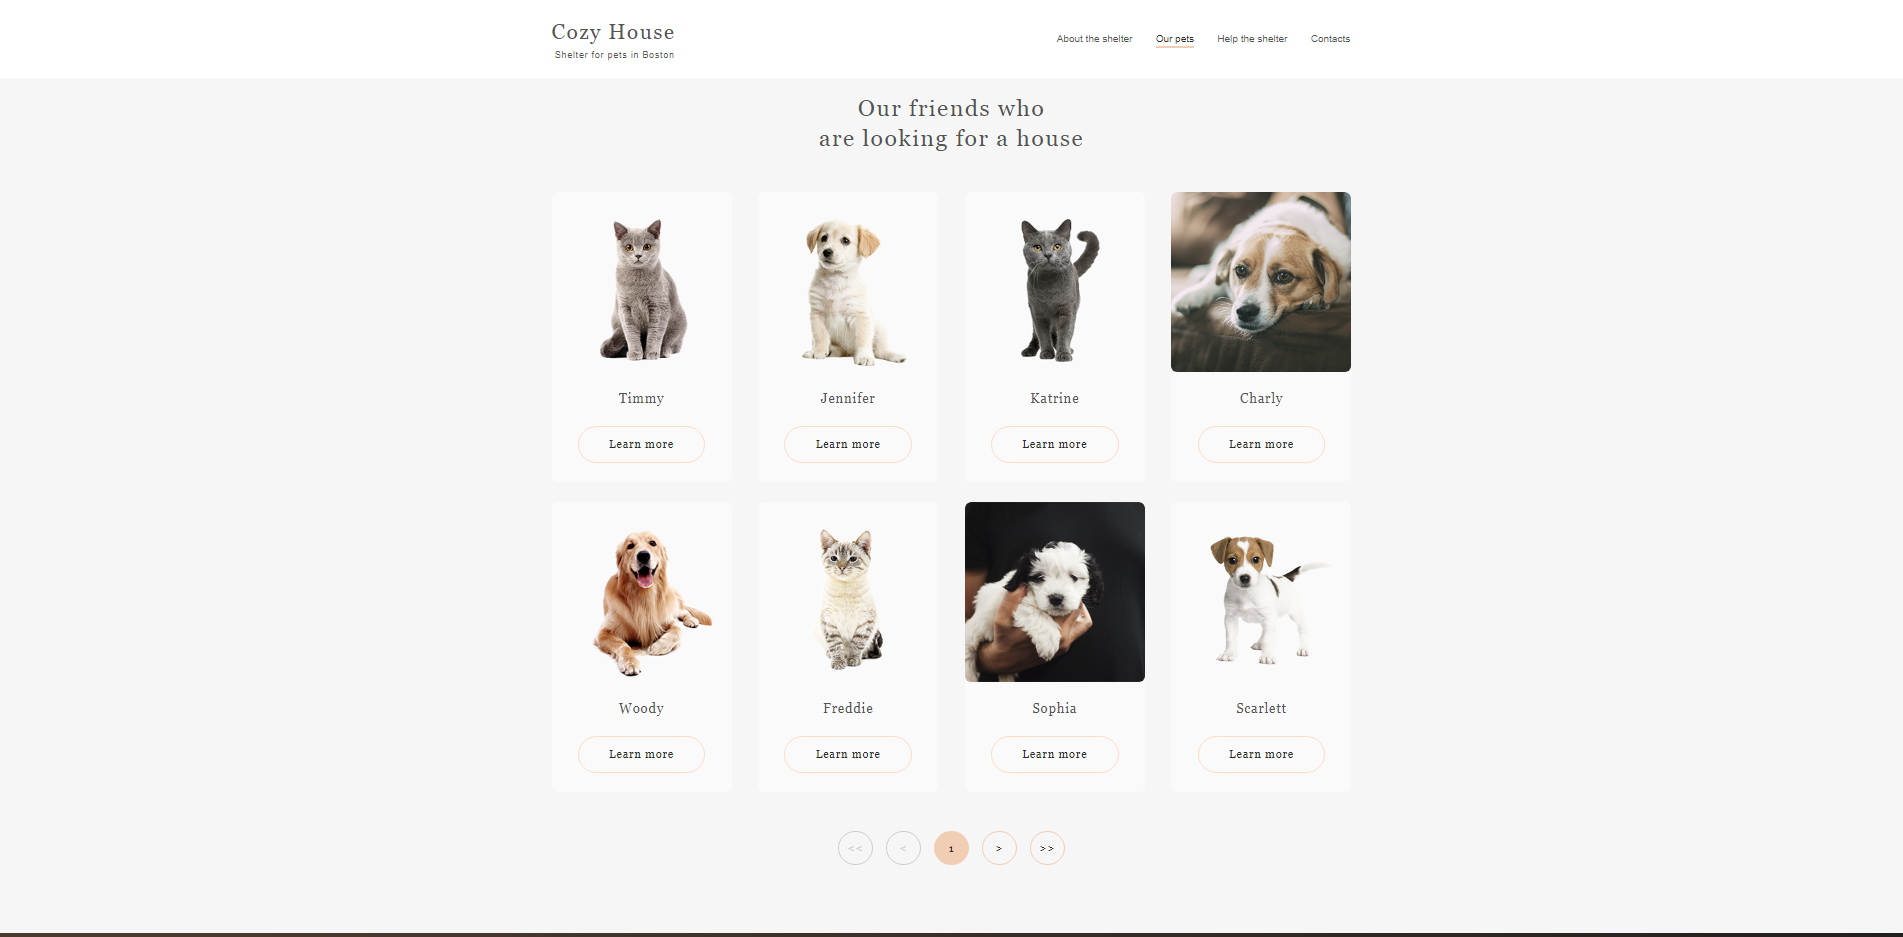 Cozy House
Shelter for pets in Boston
About the shelter
Our pets
Help the shelter
Contacts
Our friends who
are looking for a house
Timmy
Jennifer
Katrine
Charly
Learn more
Learn more
Learn more
Learn more
Woody
Freddie
Sophia
Scarlett
Learn more
Learn more
Learn more
Learn more
<<
<
1
>
>>